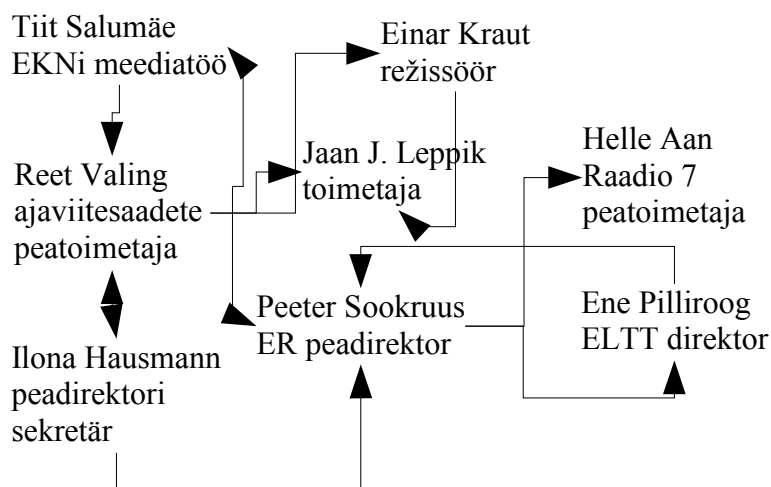 Tiit Salumäe
EKNi meediatöö
Einar Kraut
režissöör
Jaan J. Leppik
toimetaja
Helle Aan
Raadio 7
peatoimetaja
Reet Valing
ajaviitesaadete
peatoimetaja
Peeter Sookruus
ER peadirektor
Ene Pilliroog
ELTT direktor
Ilona Hausmann
peadirektori
sekretär